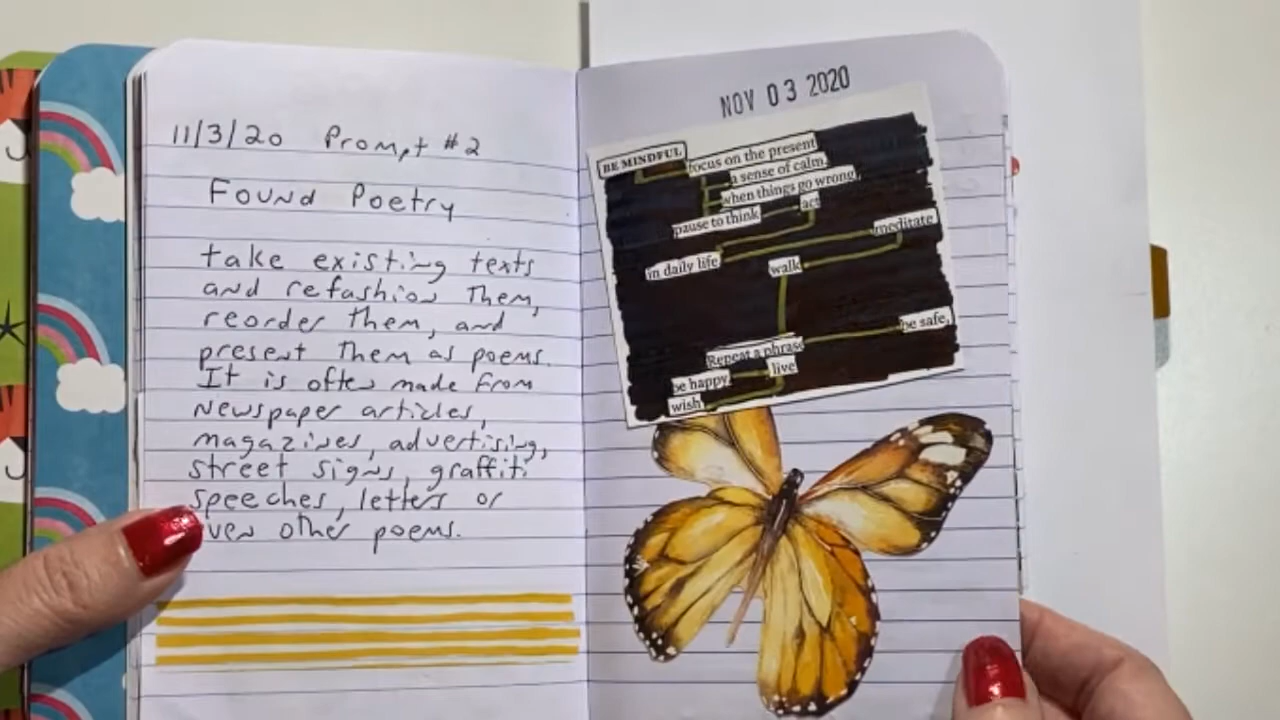 11/3/20 Prompt #2
Found Poetry
take existing texts
and refashion them,
reorder them, and
present them as poems.
It is often made from
newspaper articles,
magazines, advertising,
street signs, graffiti
speeches, letters or
even other poems.
NOV 03 2020
BE MINDFUL
focus on the present
a sense of calm,
when things go wrong,
act
pause to think
meditate
in daily life
walk
be safe,
Repeat a phrase
live
be happy
wish